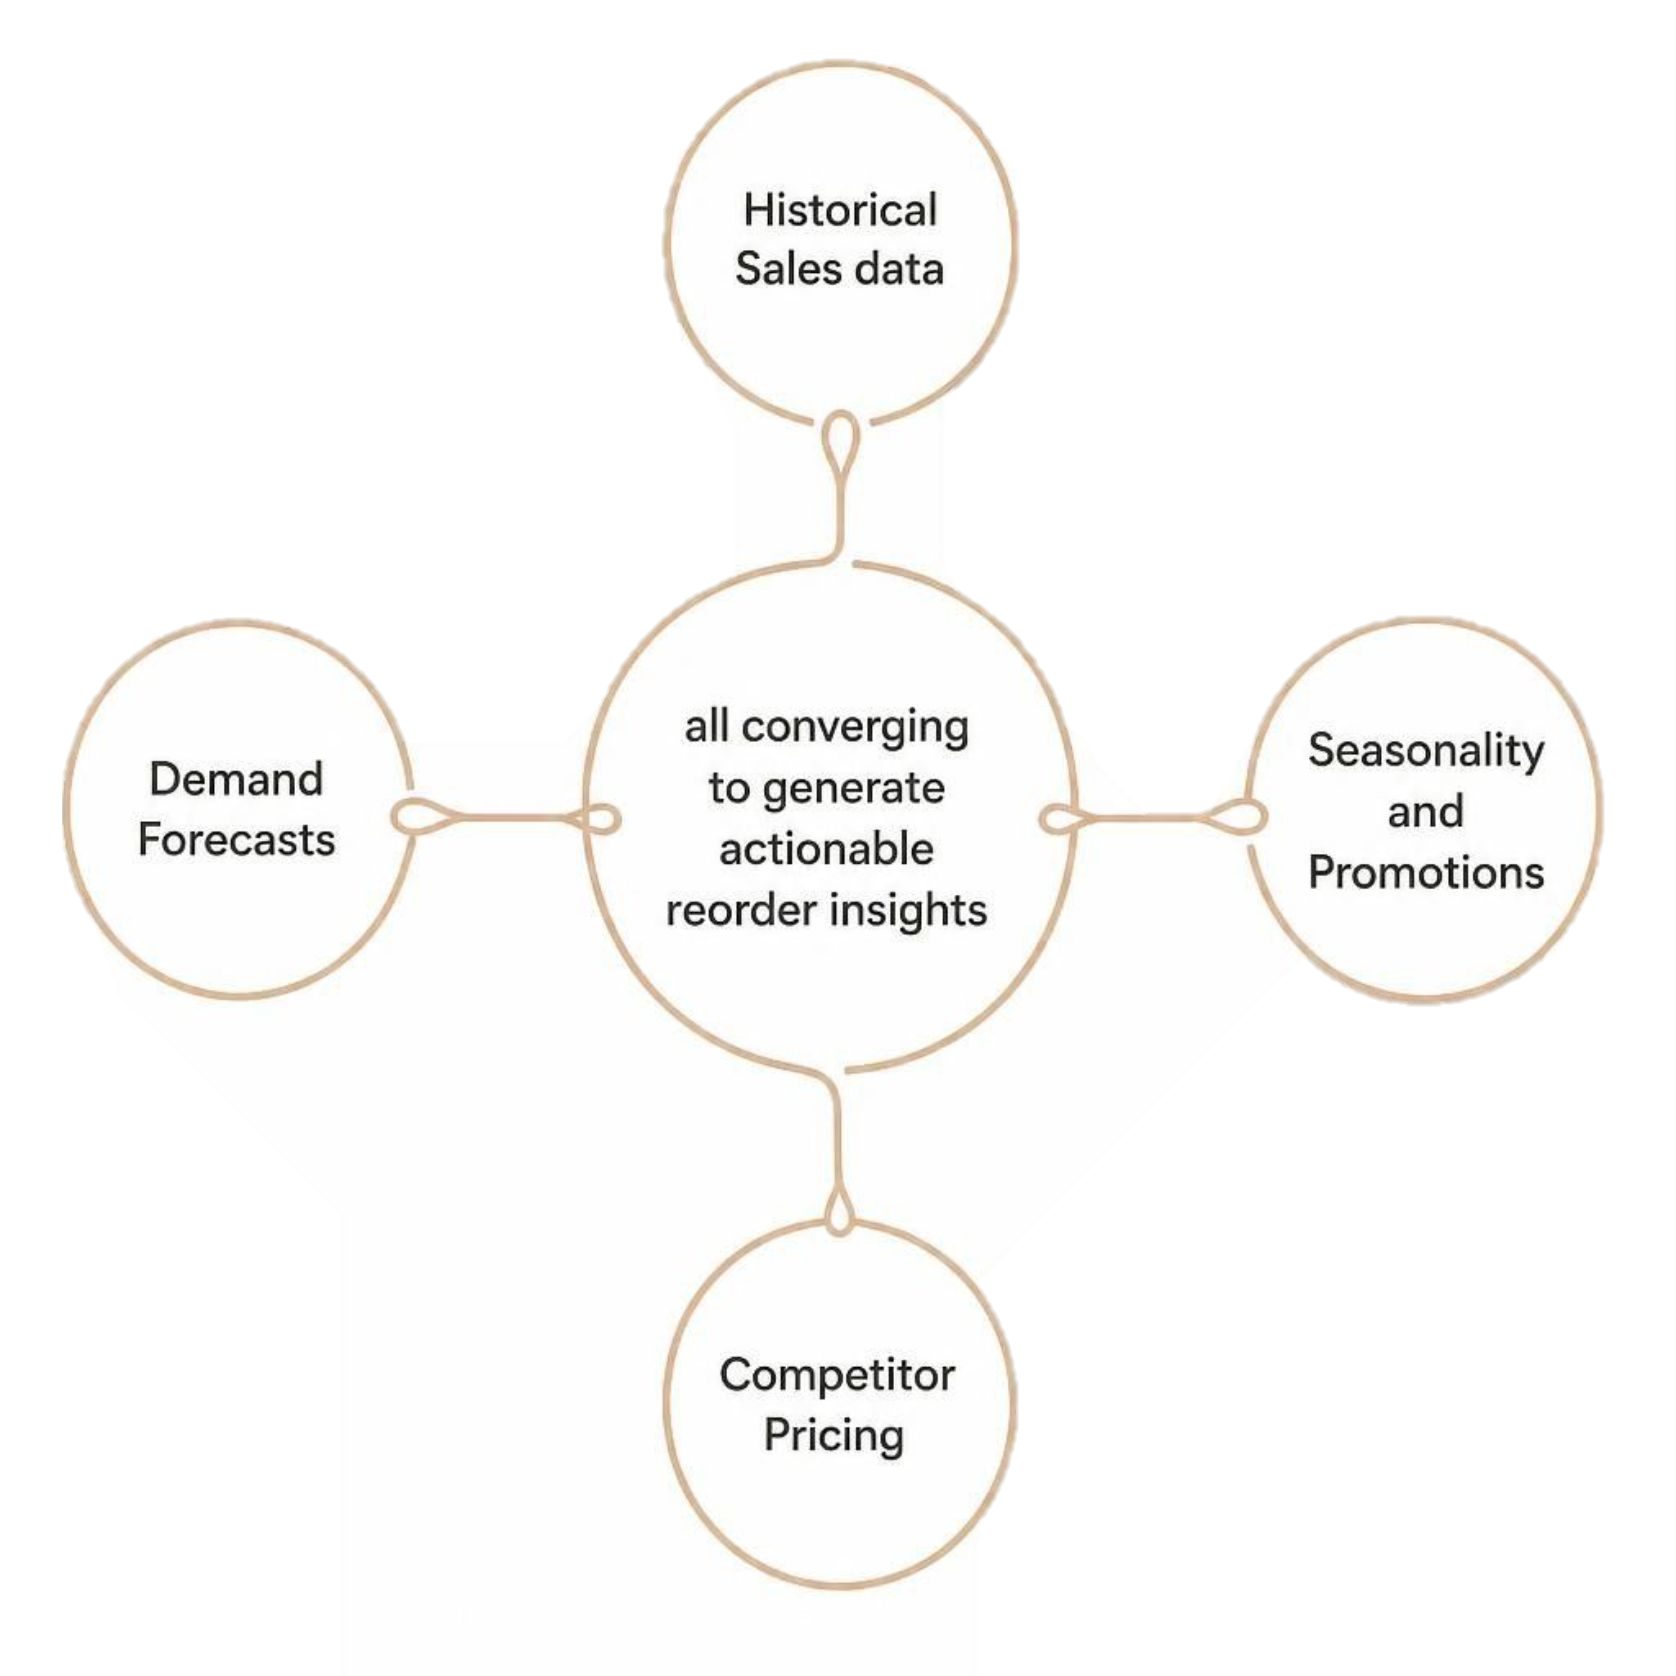 Historical
Sales data
Demand
Forecasts
all converging
to generate
actionable
reorder insights
Seasonality
and
Promotions
Competitor
Pricing